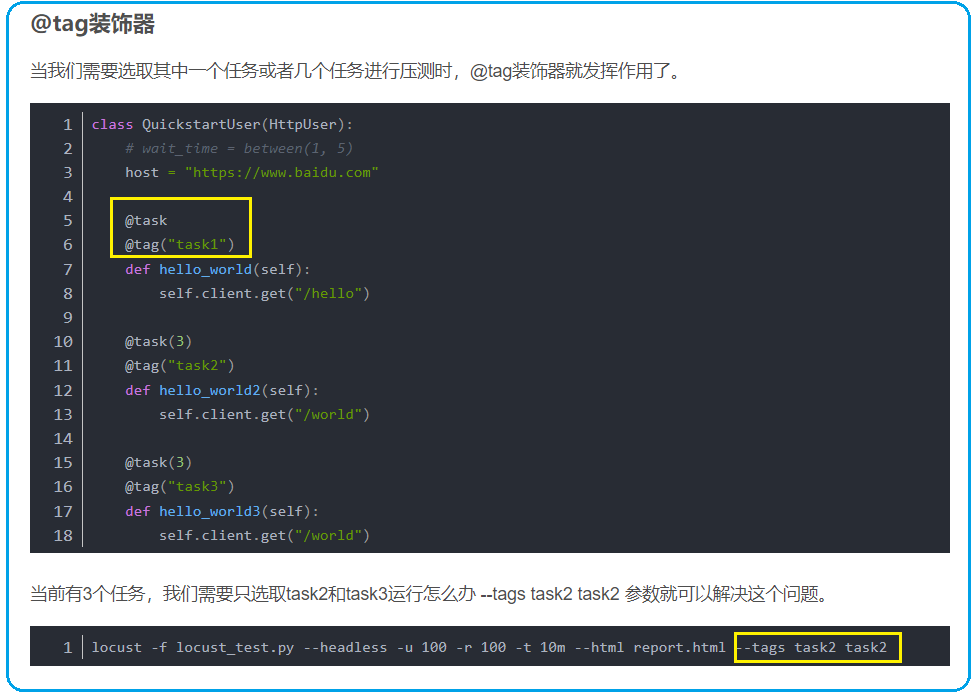 @tag装饰器
当我们需要选取其中一个任务或者几个任务进行压测时，@tag装饰器就发挥作用了。
1 class QuickstartUser(HttpUser):
2     # wait_time = between(1, 5)
3     host = "https://www.baidu.com"
4
5     @task
6     @tag("task1")
7     def hello_world(self):
8         self.client.get("/hello")
9
10     @task(3)
11     @tag("task2")
12     def hello_world2(self):
13         self.client.get("/world")
14
15     @task(3)
16     @tag("task3")
17     def hello_world3(self):
18         self.client.get("/world")
当前有3个任务，我们需要只选取task2和task3运行怎么办 --tags task2 task2 参数就可以解决这个问题。
1 locust -f locust_test.py --headless -u 100 -r 100 -t 10m --html report.html --tags task2 task2